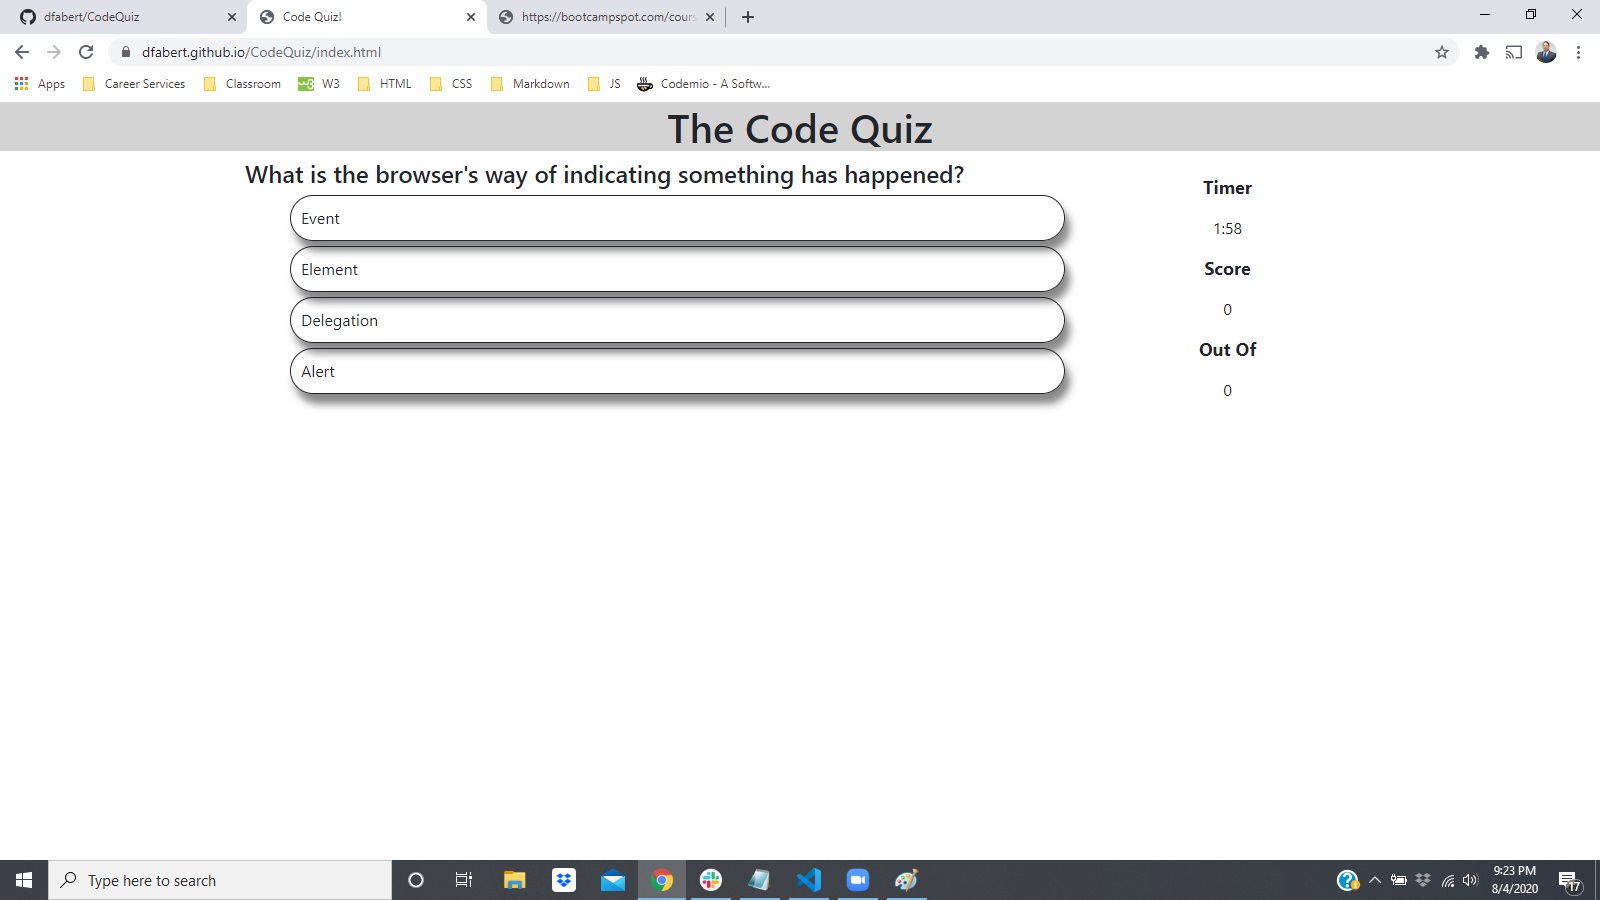 dfabert/CodeQuiz
Code Quiz!
https://bootcampspot.com/cours
dfabert.github.io/CodeQuiz/index.html
Apps
Career Services
Classroom
W3
HTML
CSS
Markdown
JS
Codemio - A Softw...
The Code Quiz
What is the browser's way of indicating something has happened?
Event
Element
Delegation
Alert
Timer
1:58
Score
0
Out Of
0
Type here to search
9:23 PM
8/4/2020
17